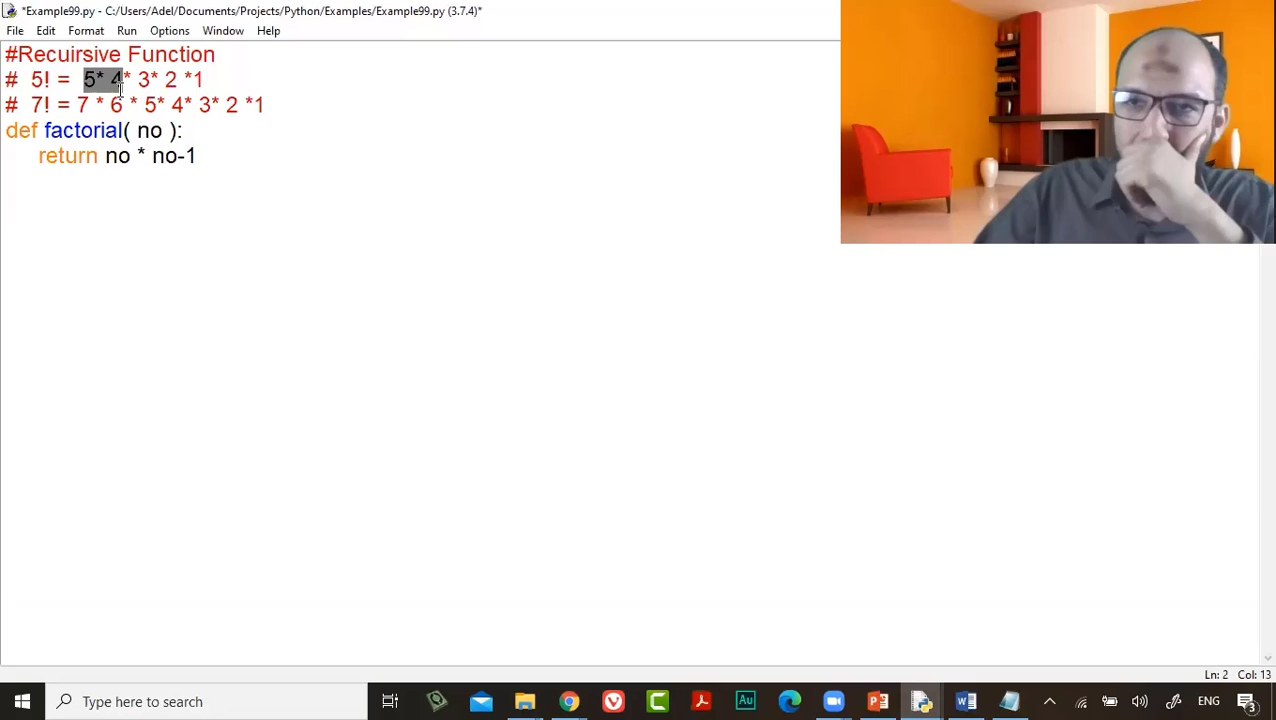 *Example99.py - C:/Users/Adel/Documents/Projects/Python/Examples/Example99.py (3.7.4)*
File Edit Format Run Options Window Help
#Recuirsive Function
# 5! = 5* 4* 3* 2 *1
# 7! = 7 * 6 * 5* 4* 3* 2 *1
def factorial( no ):
return no * no-1
Ln: 2 Col: 13
Type here to search
Au
ENG
3